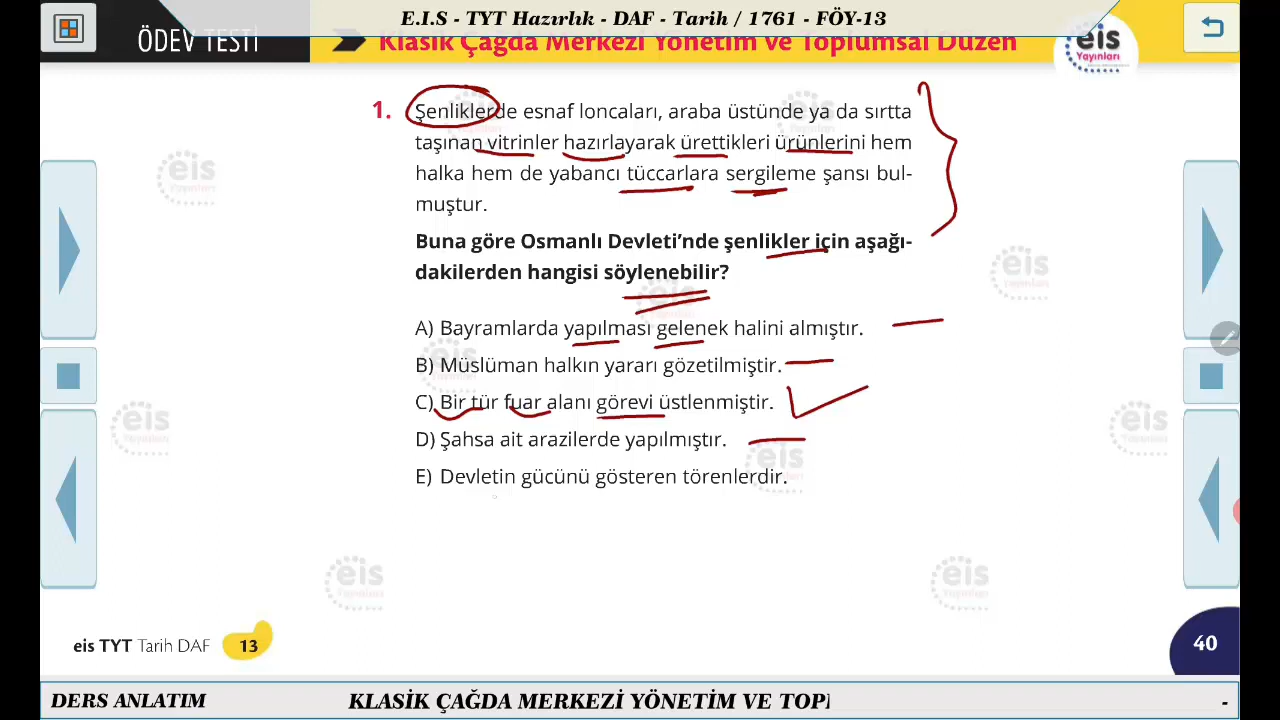 E.I.S - TYT Hazırlık - DAF - Tarih / 1761 - FÖY-13
ÖDEV TESTİ
Klasik Çağda Merkezi Yönetim ve Toplumsal Düzen
eis
Yayınları
1. Şenliklerde esnaf loncaları, araba üstünde ya da sırtta
taşınan vitrinler hazırlayarak ürettikleri ürünlerini hem
halka hem de yabancı tüccarlara sergileme şansı bul-
muştur.
Buna göre Osmanlı Devleti’nde şenlikler için aşağı-
dakilerden hangisi söylenebilir?
A) Bayramlarda yapılması gelenek halini almıştır.
B) Müslüman halkın yararı gözetilmiştir.
C) Bir tür fuar alanı görevi üstlenmiştir.
D) Şahsa ait arazilerde yapılmıştır.
E) Devletin gücünü gösteren törenlerdir.
eis TYT Tarih DAF 13
40
DERS ANLATIM
KLASİK ÇAĞDA MERKEZİ YÖNETİM VE TOPI
-